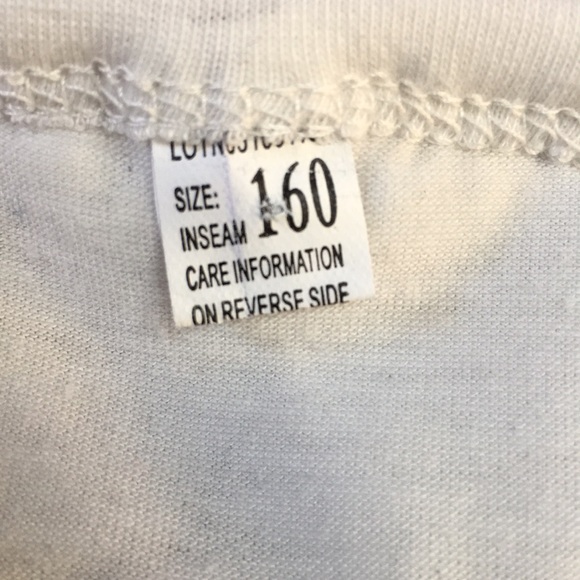 SIZE: 160
INSEAM
CARE INFORMATION
ON REVERSE SIDE